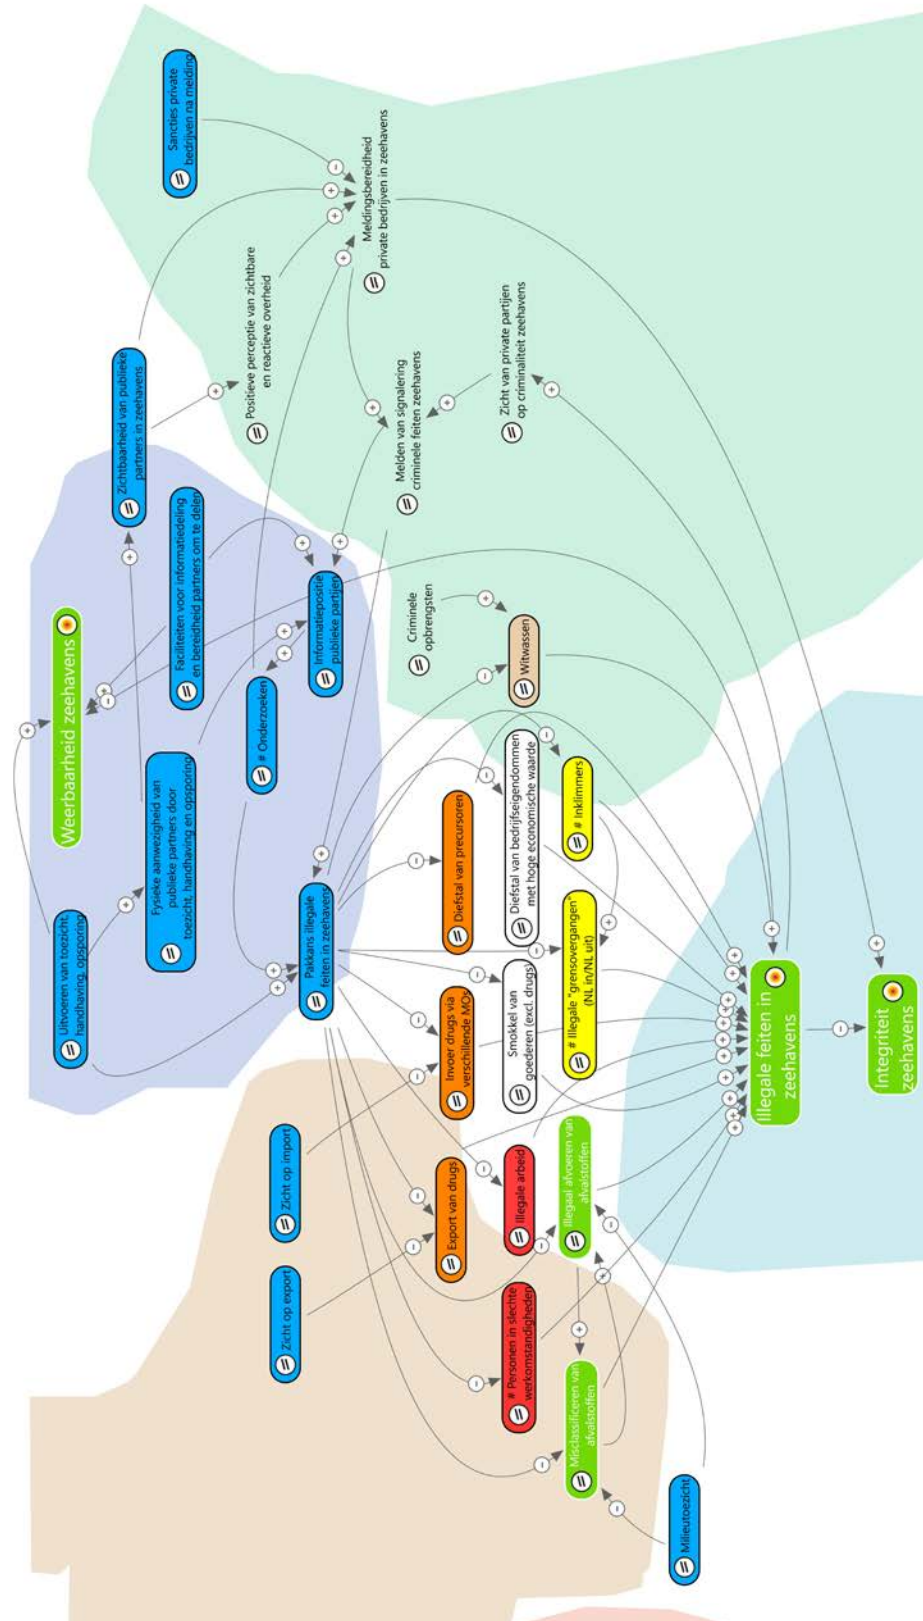 Weerbaarheid zeehavens
Uitvoeren van toezicht,
handhaving, opsporing
Zichtbaarheid van publieke
partners in zeehavens
Sancties private
bedrijven na melding
Fysieke aanwezigheid van
publieke partners door
toezicht, handhaving en opsporing
Faciliteiten voor informatiedeling
en bereidheid partners om te delen
Positieve perceptie van zichtbare
en reactieve overheid
Zicht op export
Zicht op import
Pakkans illegale
feiten in zeehavens
# Onderzoeken
Informatiepositie
publieke partijen
Meldingsbereidheid
private bedrijven in zeehavens
Melden van signalering
criminele feiten zeehavens
Criminele
opbrengsten
Export van drugs
Invoer drugs via
verschillende MOs
Diefstal van precursoren
Zicht van private partijen
op criminaliteit zeehavens
# Personen in slechte
werkomstandigheden
Illegale arbeid
Smokkel van
goederen (excl. drugs)
Diefstal van bedrijfseigendommen
met hoge economische waarde
Witwassen
Misclassificeren van
afvalstoffen
Illegaal afvoeren van
afvalstoffen
# Illegale "grensovergangen"
(NL in/NL uit)
# Inklimmers
Milieutoezicht
Illegale feiten in
zeehavens
Integriteit
zeehavens